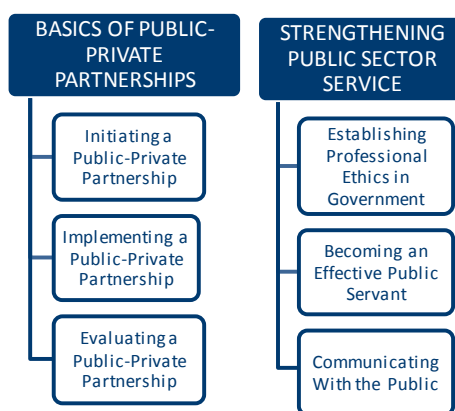 BASICS OF PUBLIC-
PRIVATE
PARTNERSHIPS
Initiating a
Public-Private
Partnership
Implementing a
Public-Private
Partnership
Evaluating a
Public-Private
Partnership
STRENGTHENING
PUBLIC SECTOR
SERVICE
Establishing
Professional
Ethics in
Government
Becoming an
Effective Public
Servant
Communicating
With the Public